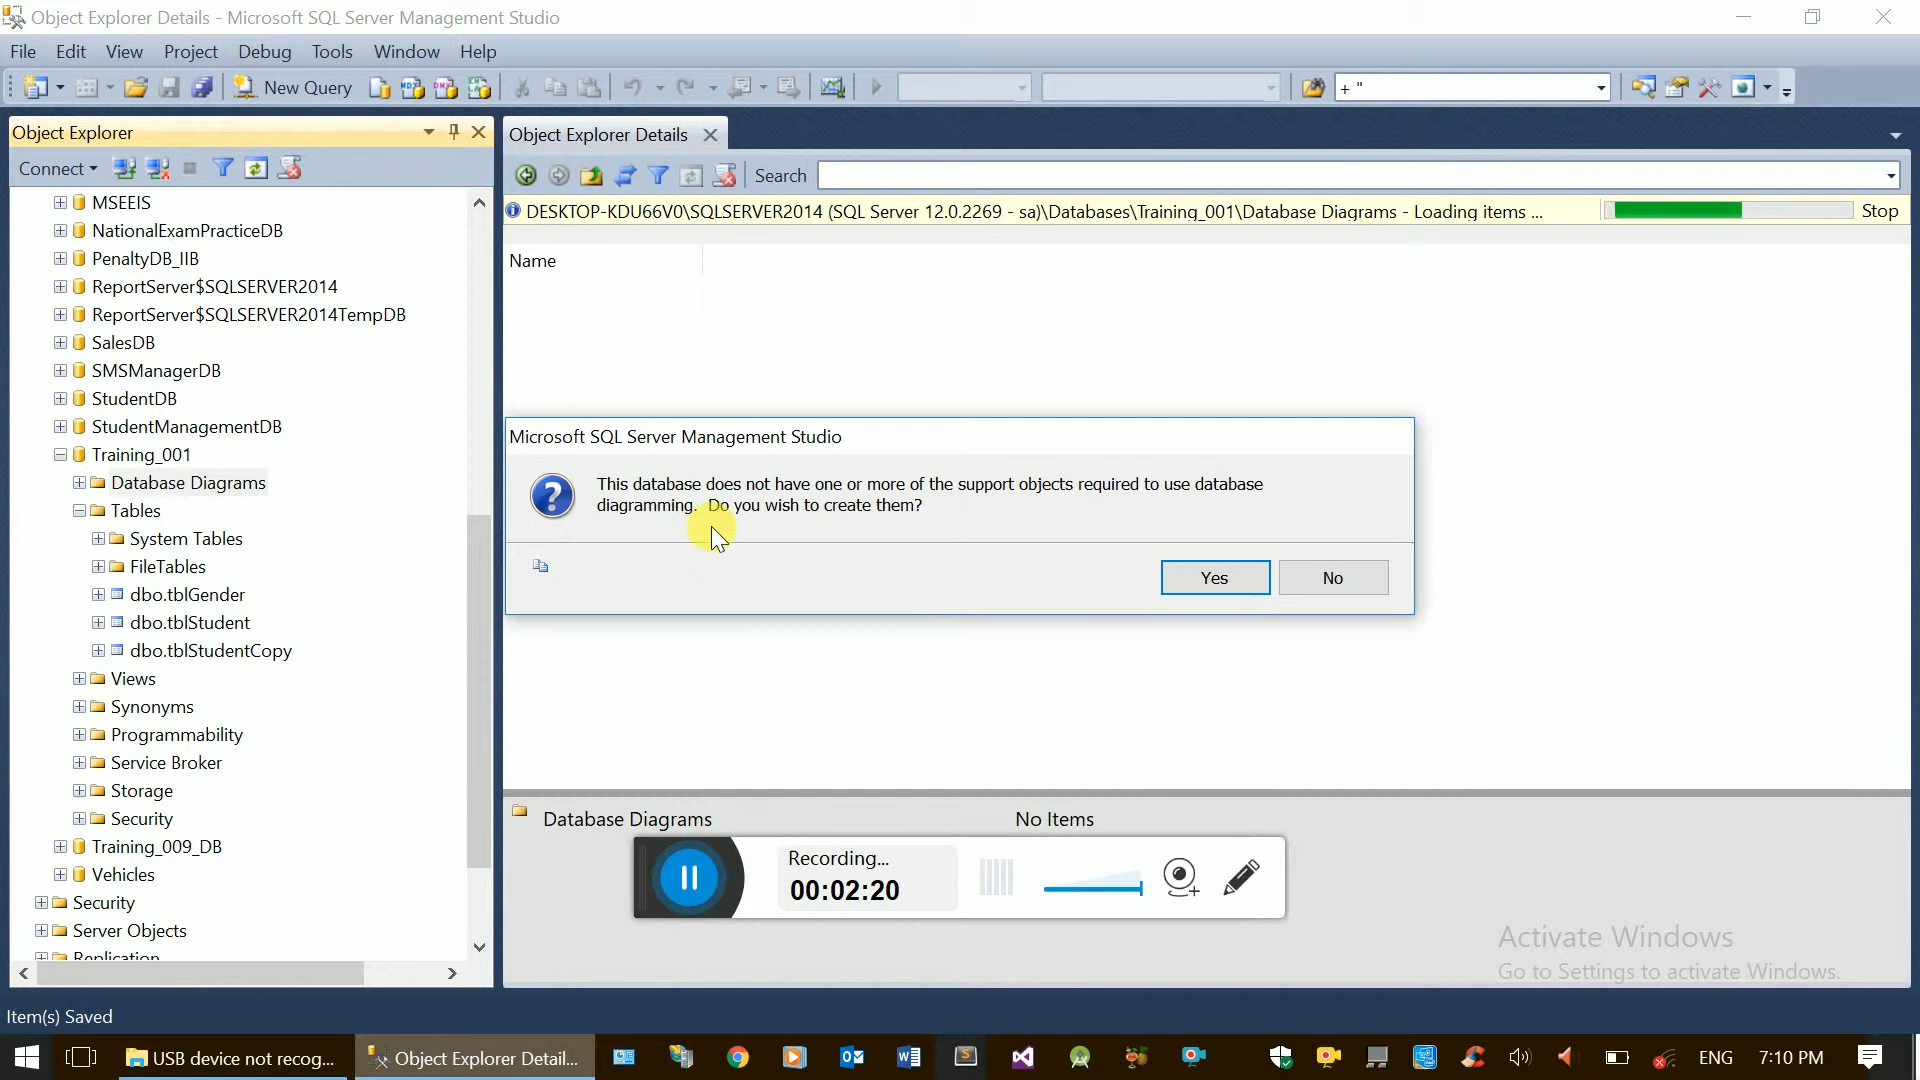 Object Explorer Details - Microsoft SQL Server Management Studio
File Edit View Project Debug Tools Window Help
New Query
+ "
Object Explorer
Connect
MSEEIS
NationalExamPracticeDB
PenaltyDB_IIB
ReportServer$SQLSERVER2014
ReportServer$SQLSERVER2014TempDB
SalesDB
SMSManagerDB
StudentDB
StudentManagementDB
Training_001
Database Diagrams
Tables
System Tables
FileTables
dbo.tblGender
dbo.tblStudent
dbo.tblStudentCopy
Views
Synonyms
Programmability
Service Broker
Storage
Security
Training_009_DB
Vehicles
Security
Server Objects
Replication
Object Explorer Details
Search
DESKTOP-KDU66V0\SQLSERVER2014 (SQL Server 12.0.2269 - sa)\Databases\Training_001\Database Diagrams - Loading items ... Stop
Name
Microsoft SQL Server Management Studio
This database does not have one or more of the support objects required to use database
diagramming. Do you wish to create them?
Yes No
Database Diagrams No Items
Recording...
00:02:20
Activate Windows
Go to Settings to activate Windows.
Item(s) Saved
USB device not recog... Object Explorer Detail... ENG 7:10 PM